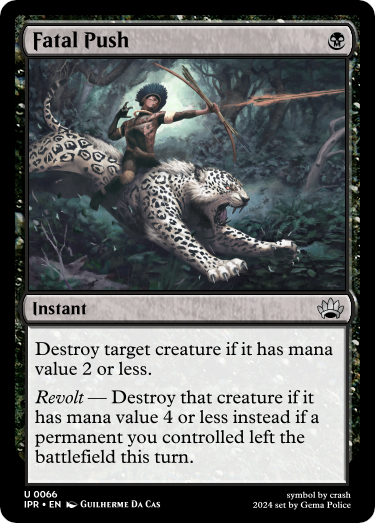 Fatal Push
Instant
Destroy target creature if it has mana
value 2 or less.
Revolt — Destroy that creature if it
has mana value 4 or less instead if a
permanent you controlled left the
battlefield this turn.
U 0066
symbol by crash
IPR • EN Guilherme Da Cas
2024 set by Gema Police